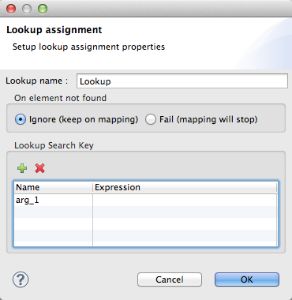 Lookup assignment
Setup lookup assignment properties
Lookup name : Lookup
On element not found
Ignore (keep on mapping) Fail (mapping will stop)
Lookup Search Key
Name Expression
arg_1
? Cancel OK